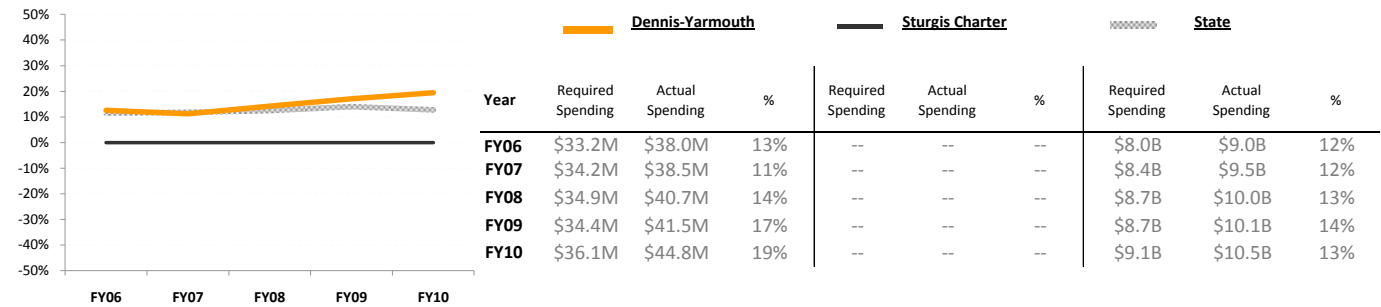 50%
40%
30%
20%
10%
0%
-10%
-20%
-30%
-40%
-50%
FY06 FY07 FY08 FY09 FY10
Dennis-Yarmouth Sturgis Charter State
Year Required Spending Actual Spending % Required Spending Actual Spending % Required Spending Actual Spending %
FY06 $33.2M $38.0M 13% -- -- -- $8.0B $9.0B 12%
FY07 $34.2M $38.5M 11% -- -- -- $8.4B $9.5B 12%
FY08 $34.9M $40.7M 14% -- -- -- $8.7B $10.0B 13%
FY09 $34.4M $41.5M 17% -- -- -- $8.7B $10.1B 14%
FY10 $36.1M $44.8M 19% -- -- -- $9.1B $10.5B 13%